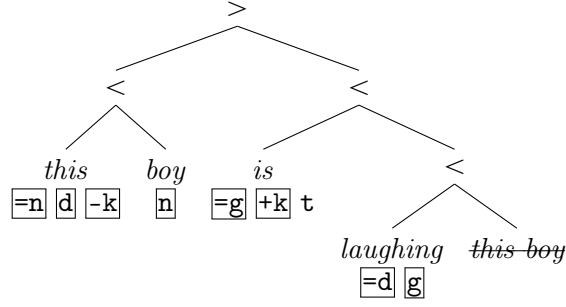 >
< <
this boy is <
=n d -k n =g +k t
laughing this boy
=d g